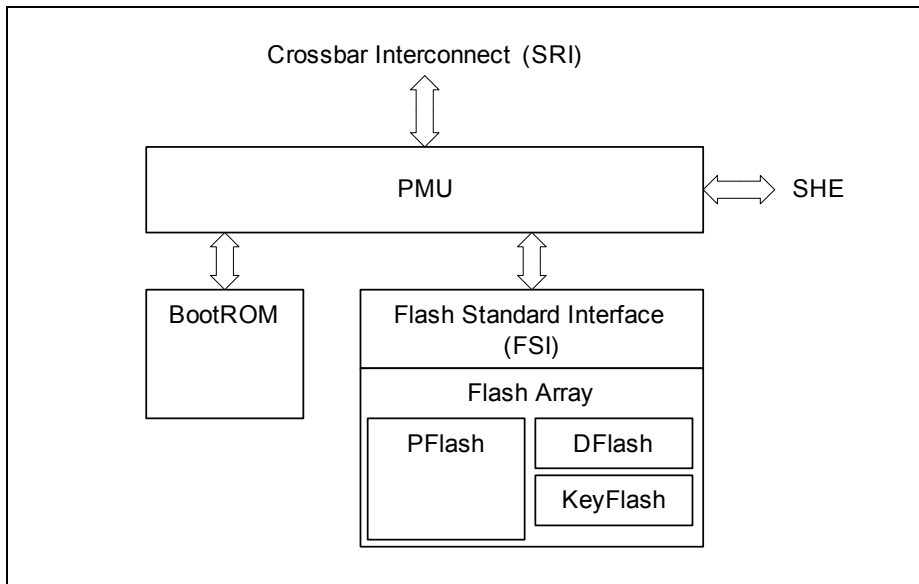 Crossbar Interconnect (SRI)
PMU
SHE
BootROM
Flash Standard Interface
(FSI)
Flash Array
PFlash
DFlash
KeyFlash